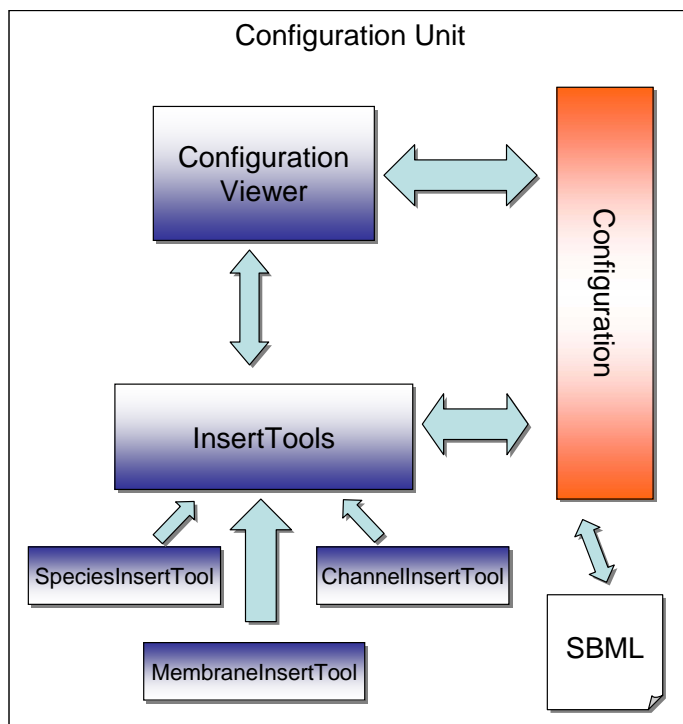 Configuration Unit
Configuration
Viewer
Configuration
InsertTools
SpeciesInsertTool
ChannelInsertTool
MembraneInsertTool
SBML